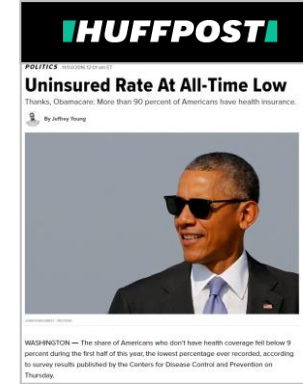 HUFFPOST
POLITICS
Uninsured Rate At All-Time Low
Thanks, Obamacare: More than 90 percent of Americans have health insurance.
By Jeffrey Young
WASHINGTON — The share of Americans who don't have health coverage fell below 9
percent during the first half of this year, the lowest percentage ever recorded, according
to survey results published by the Centers for Disease Control and Prevention on
Thursday.